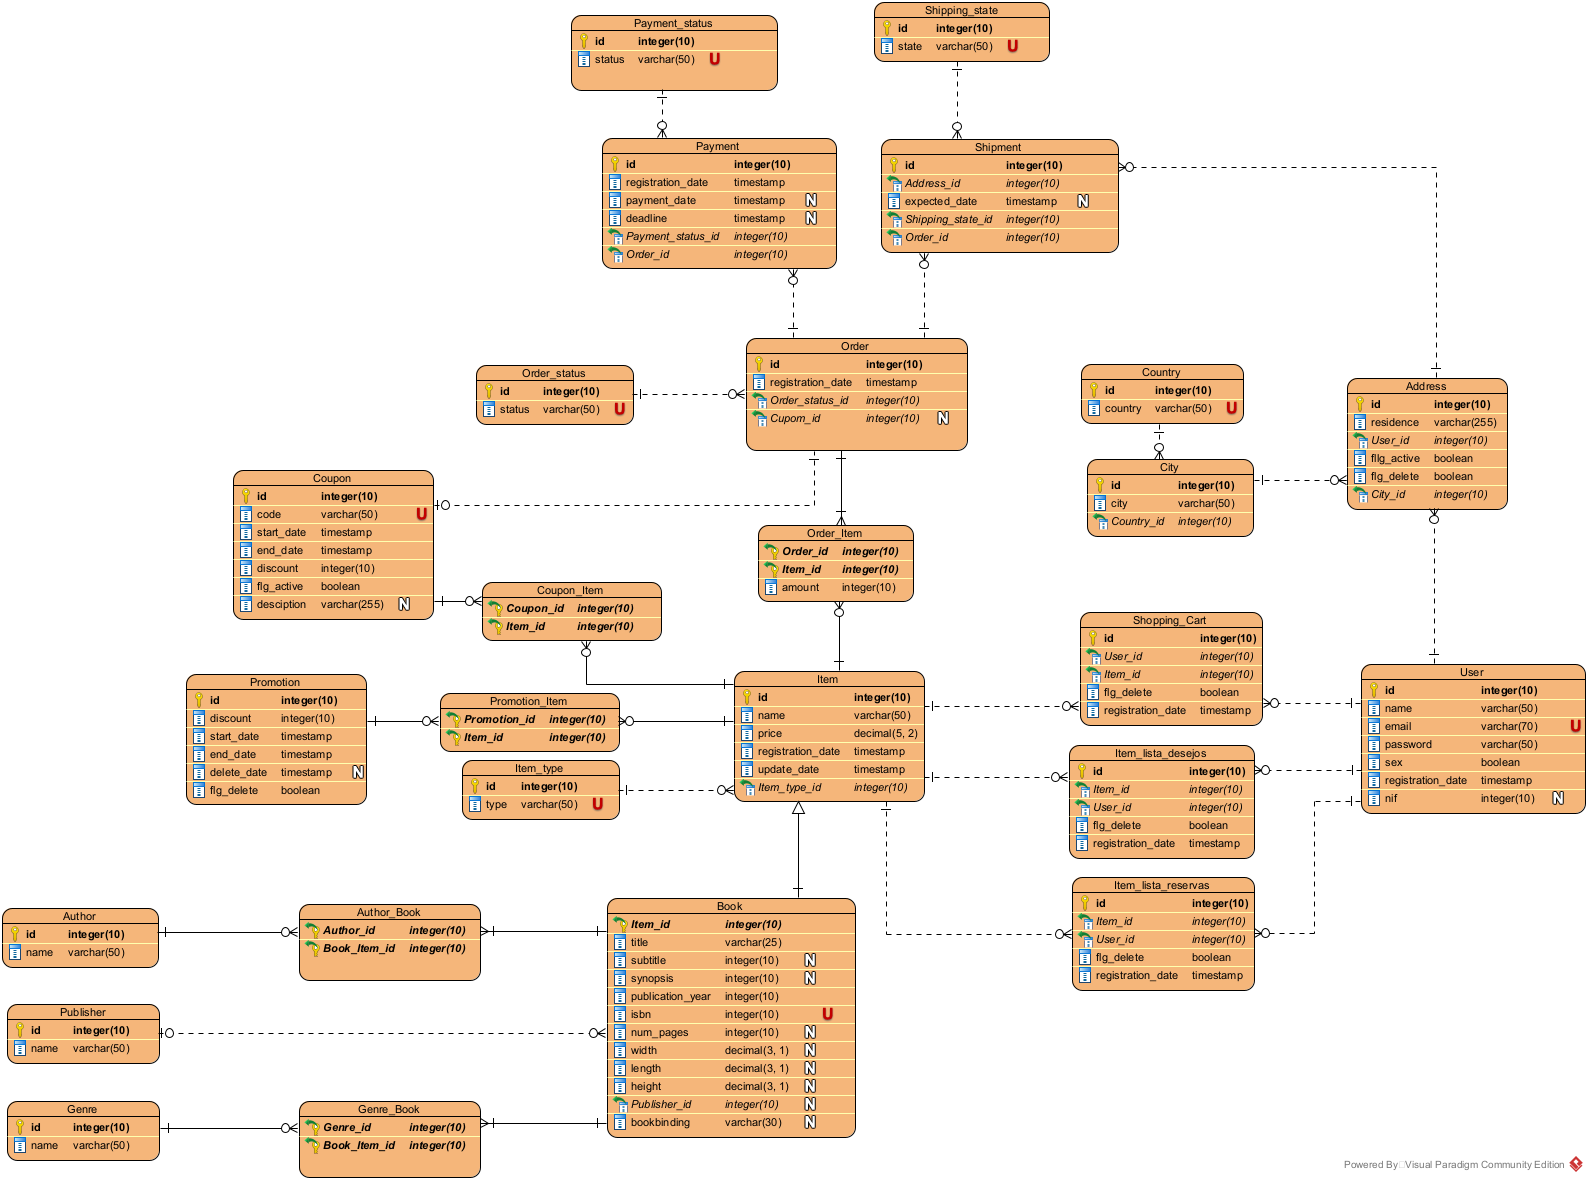 Payment_status
id integer(10)
status varchar(50) U
Shipping_state
id integer(10)
state varchar(50) U
Payment
id integer(10)
registration_date timestamp
payment_date timestamp N
deadline timestamp N
Payment_status_id integer(10)
Order_id integer(10)
Shipment
id integer(10)
Address_id integer(10)
expected_date timestamp N
Shipping_state_id integer(10)
Order_id integer(10)
Order_status
id integer(10)
status varchar(50) U
Order
id integer(10)
registration_date timestamp
Order_status_id integer(10)
Cupom_id integer(10) N
Country
id integer(10)
country varchar(50) U
Address
id integer(10)
residence varchar(255)
User_id integer(10)
fllg_active boolean
flg_delete boolean
City_id integer(10)
City
id integer(10)
city varchar(50)
Country_id integer(10)
Coupon
id integer(10)
code varchar(50) U
start_date timestamp
end_date timestamp
discount integer(10)
flg_active boolean
desciption varchar(255) N
Order_Item
Order_id integer(10)
Item_id integer(10)
amount integer(10)
Coupon_Item
Coupon_id integer(10)
Item_id integer(10)
Shopping_Cart
id integer(10)
User_id integer(10)
Item_id integer(10)
flg_delete boolean
registration_date timestamp
Promotion
id integer(10)
discount integer(10)
start_date timestamp
end_date timestamp
delete_date timestamp N
flg_delete boolean
Promotion_Item
Promotion_id integer(10)
Item_id integer(10)
Item
id integer(10)
name varchar(50)
price decimal(5, 2)
registration_date timestamp
update_date timestamp
Item_type_id integer(10)
User
id integer(10)
name varchar(50)
email varchar(70) U
password varchar(50)
sex boolean
registration_date timestamp
nif integer(10) N
Item_type
id integer(10)
type varchar(50) U
Item_lista_desejos
id integer(10)
Item_id integer(10)
User_id integer(10)
flg_delete boolean
registration_date timestamp
Item_lista_reservas
id integer(10)
Item_id integer(10)
User_id integer(10)
flg_delete boolean
registration_date timestamp
Author
id integer(10)
name varchar(50)
Author_Book
Author_id integer(10)
Book_Item_id integer(10)
Book
Item_id integer(10)
title varchar(25)
subtitle integer(10) N
synopsis integer(10) N
publication_year integer(10)
isbn integer(10) U
num_pages integer(10) N
width decimal(3, 1) N
length decimal(3, 1) N
height decimal(3, 1) N
Publisher_id integer(10) N
bookbinding varchar(30) N
Publisher
id integer(10)
name varchar(50)
Genre
id integer(10)
name varchar(50)
Genre_Book
Genre_id integer(10)
Book_Item_id integer(10)
Powered By Visual Paradigm Community Edition